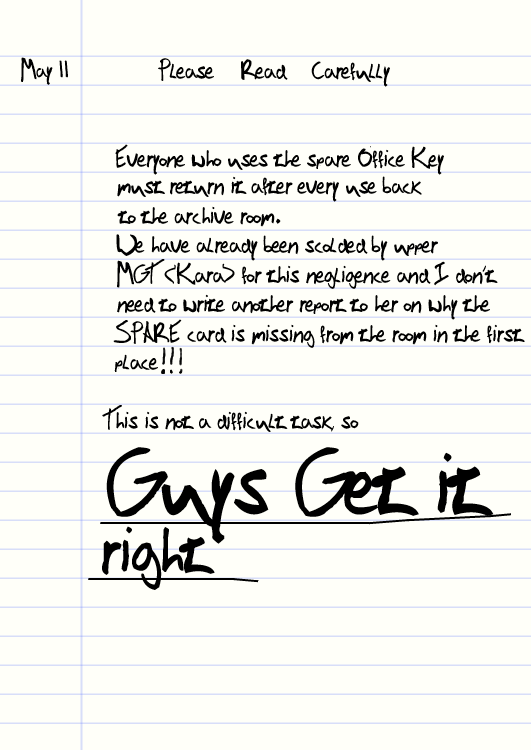 May 11 Please Read Carefully
Everyone who uses the spare Office Key
must return it after every use back
to the archive room.
We have already been scolded by upper
MGT <Kara> for this negligence and I don't
need to write another report to her on why the
SPARE card is missing from the room in the first
place!!!
This is not a difficult task, so
Guys Get it
right